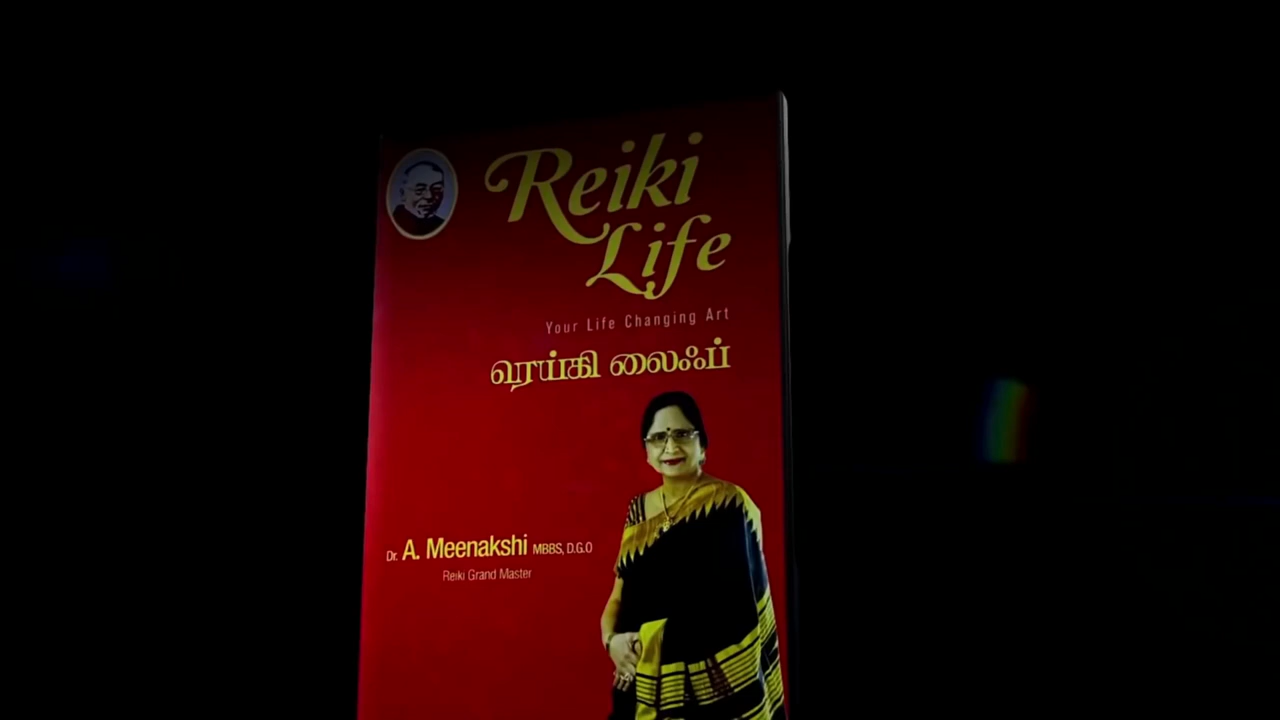 Reiki
Life
Your Life Changing Art
ரெய்கி லைஃப்
Dr. A. Meenakshi MBBS, D.G.O
Reiki Grand Master